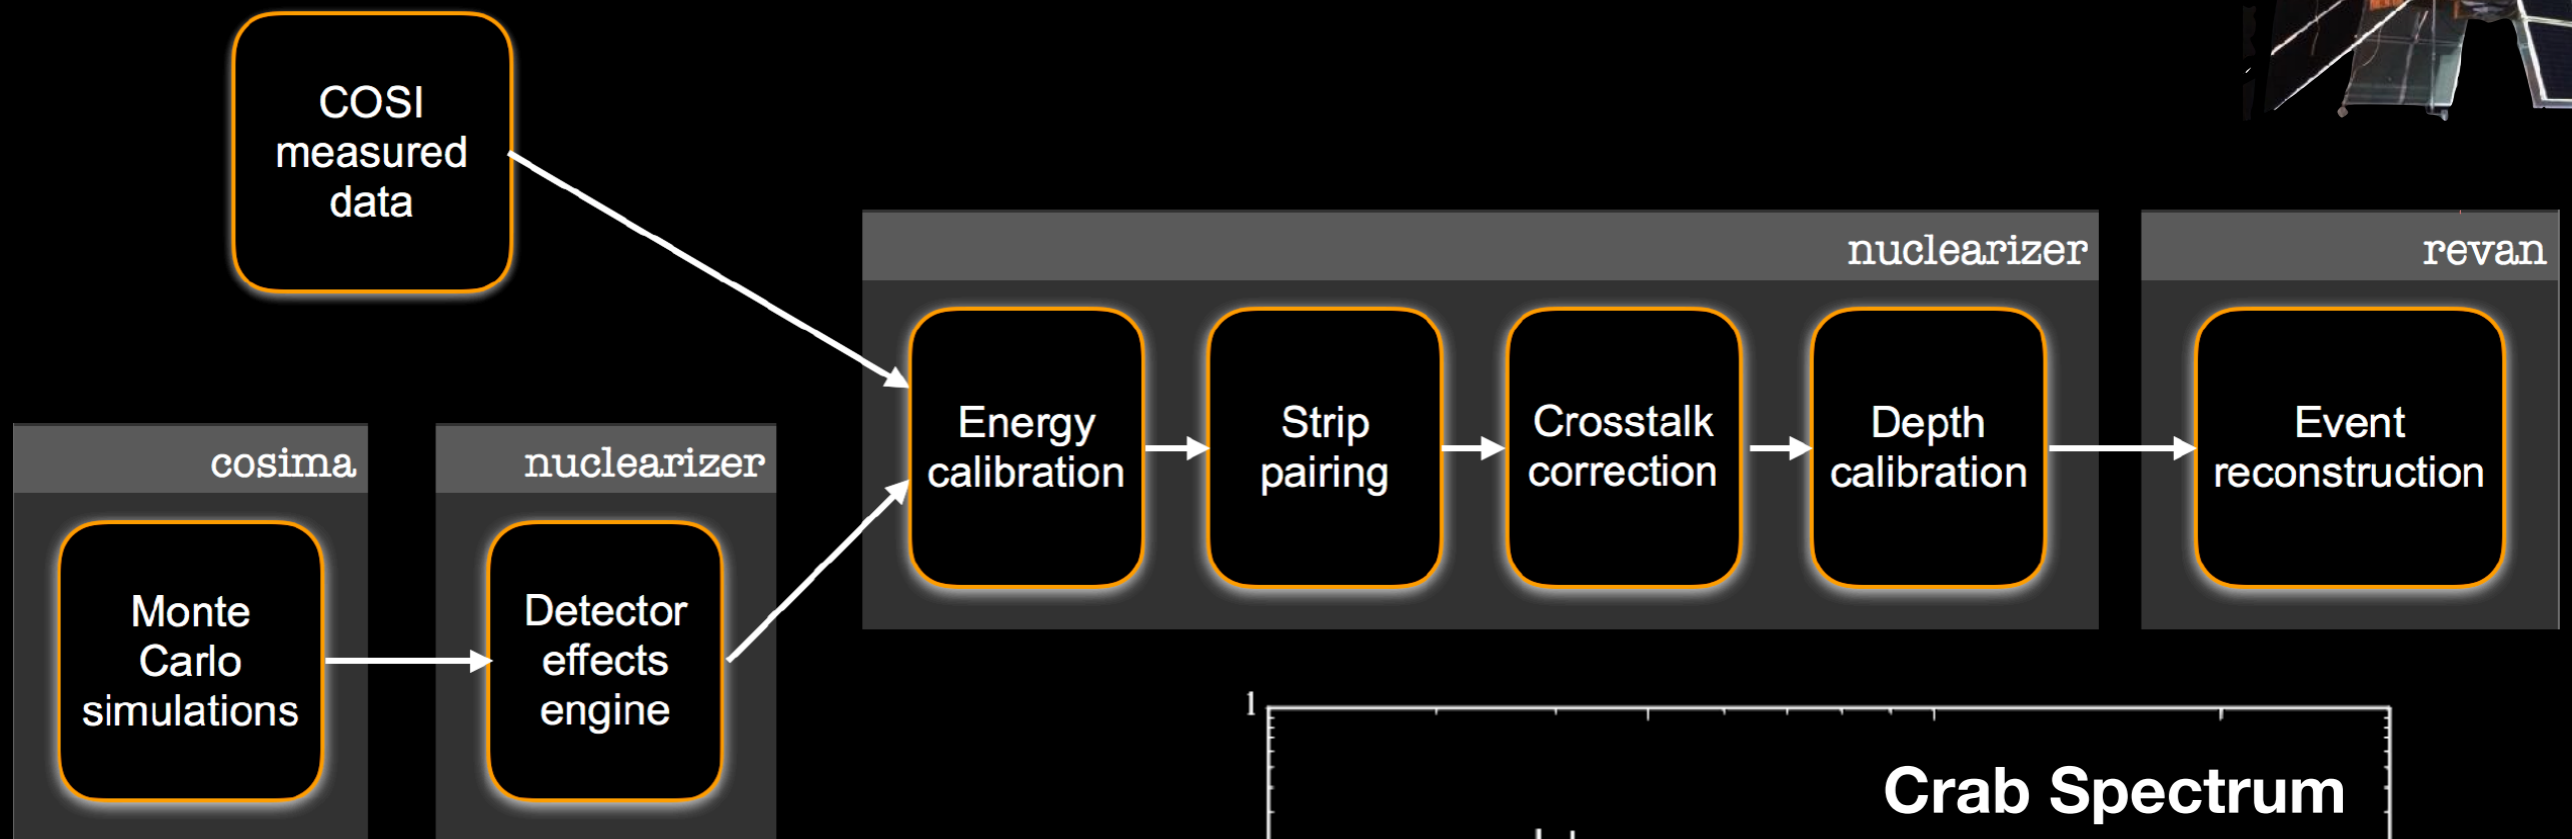 COSI
measured
data
nuclearizer
revan
Energy
calibration
Strip
pairing
Crosstalk
correction
Depth
calibration
Event
reconstruction
cosima
nuclearizer
Monte
Carlo
simulations
Detector
effects
engine
1
Crab Spectrum